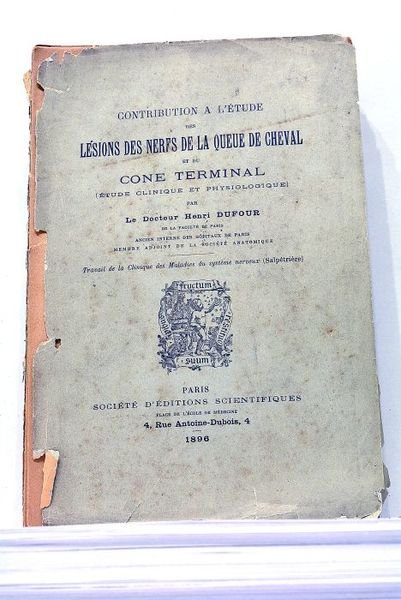 CONTRIBUTION A L'ÉTUDE
DES
LÉSIONS DES NERFS DE LA QUEUE DE CHEVAL
ET DU
CONE TERMINAL
(ÉTUDE CLINIQUE ET PHYSIOLOGIQUE)
PAR
Le Docteur Henri DUFOUR
DE LA FACULTÉ DE PARIS
ANCIEN INTERNE DES HÔPITAUX DE PARIS
MEMBRE ADJOINT DE LA SOCIÉTÉ ANATOMIQUE
Travail de la Clinique des Maladies du système nerveux (Salpêtrière)
fructum
suum
PARIS
SOCIÉTÉ D'ÉDITIONS SCIENTIFIQUES
PLACE DE L'ÉCOLE DE MÉDECINE
4, Rue Antoine-Dubois, 4
1896